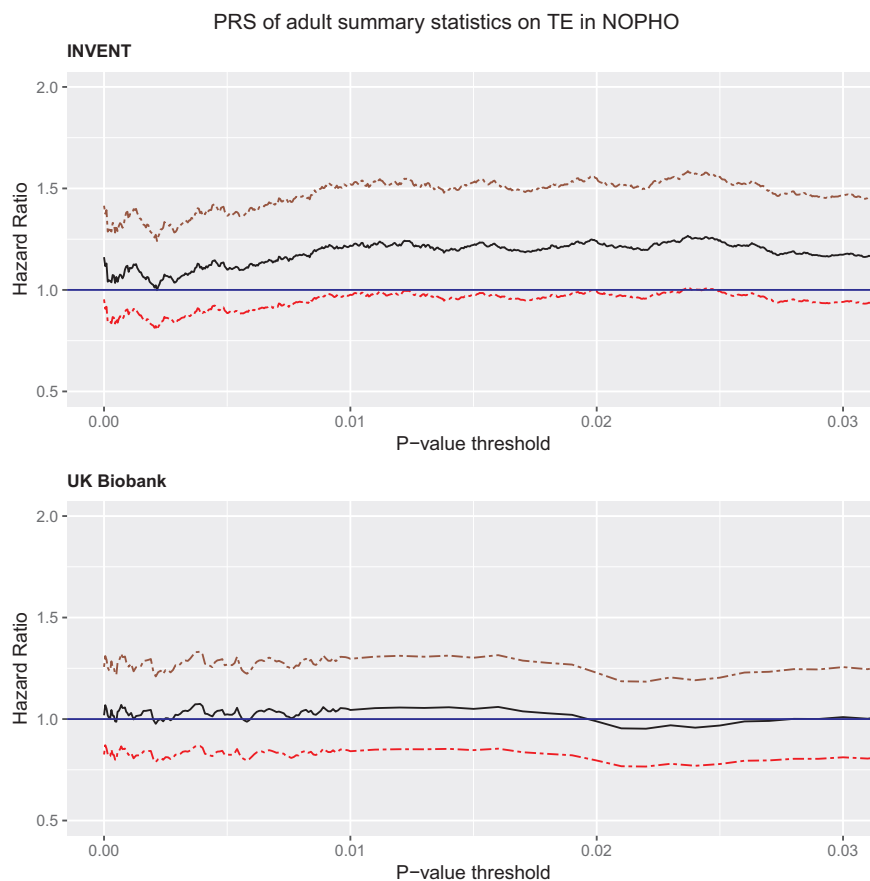 PRS of adult summary statistics on TE in NOPHO
INVENT
2.0
1.5
1.0
0.5
Hazard Ratio
0.00 0.01 0.02 0.03
P−value threshold
UK Biobank
2.0
1.5
1.0
0.5
Hazard Ratio
0.00 0.01 0.02 0.03
P−value threshold